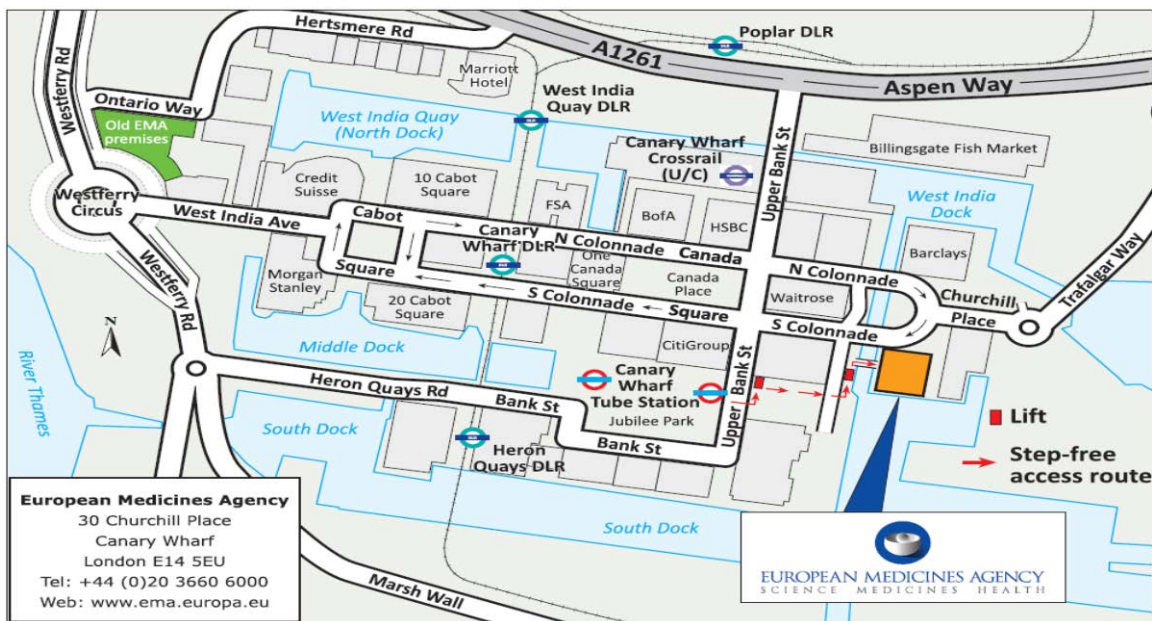 Hertsmere Rd
Poplar DLR
A1261
Aspen Way
Westferry Rd
Marriott
Hotel
West India
Quay DLR
Ontario Way
Old EMA
premises
West India Quay
(North Dock)
Canary Wharf
Crossrail
(U/C)
Upper Bank St
Billingsgate Fish Market
Credit
Suisse
10 Cabot
Square
West India
Dock
Westferry
Circus
FSA
BofA
HSBC
West India Ave
Cabot
Canary
Wharf DLR
N Colonnade
Canada
Barclays
Trafalgar Way
N Colonnade
One
Canada
Square
Canada
Place
Westferry Rd
Morgan
Stanley
Square
S Colonnade
Square
Waitrose
Churchill
Place
20 Cabot
Square
S Colonnade
N
Middle Dock
CitiGroup
River Thames
Heron Quays Rd
Canary
Wharf
Tube Station
Upper Bank St
Bank St
Jubilee Park
Lift
South Dock
Bank St
Heron
Quays DLR
Step-free
access route
European Medicines Agency
30 Churchill Place
Canary Wharf
London E14 5EU
Tel: +44 (0)20 3660 6000
Web: www.ema.europa.eu
South Dock
Marsh Wall
EUROPEAN MEDICINES AGENCY
SCIENCE MEDICINES HEALTH